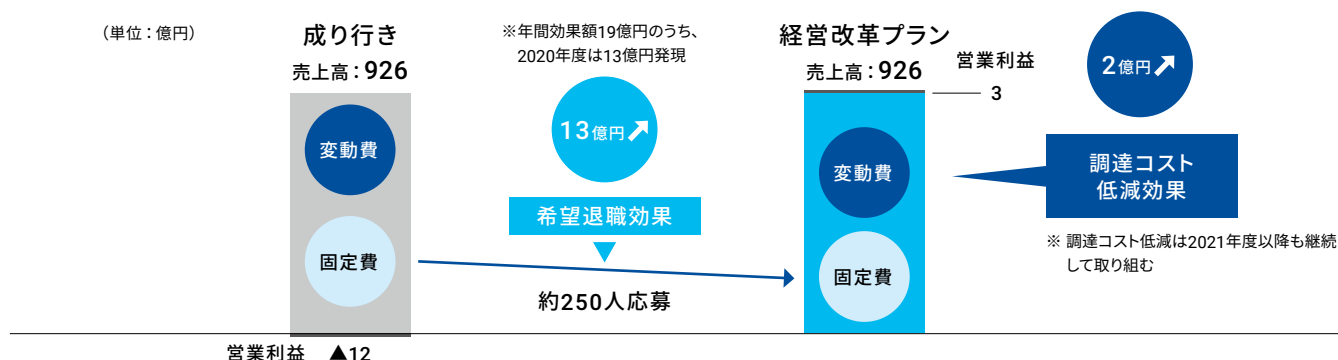 (単位：億円)
成り行き
売上高：926
変動費
固定費
営業利益 ▲12
※年間効果額19億円のうち、
2020年度は13億円発現
13億円
希望退職効果
約250人応募
経営改革プラン
売上高：926
営業利益
3
変動費
固定費
2億円
調達コスト
低減効果
※ 調達コスト低減は2021年度以降も継続
して取り組む